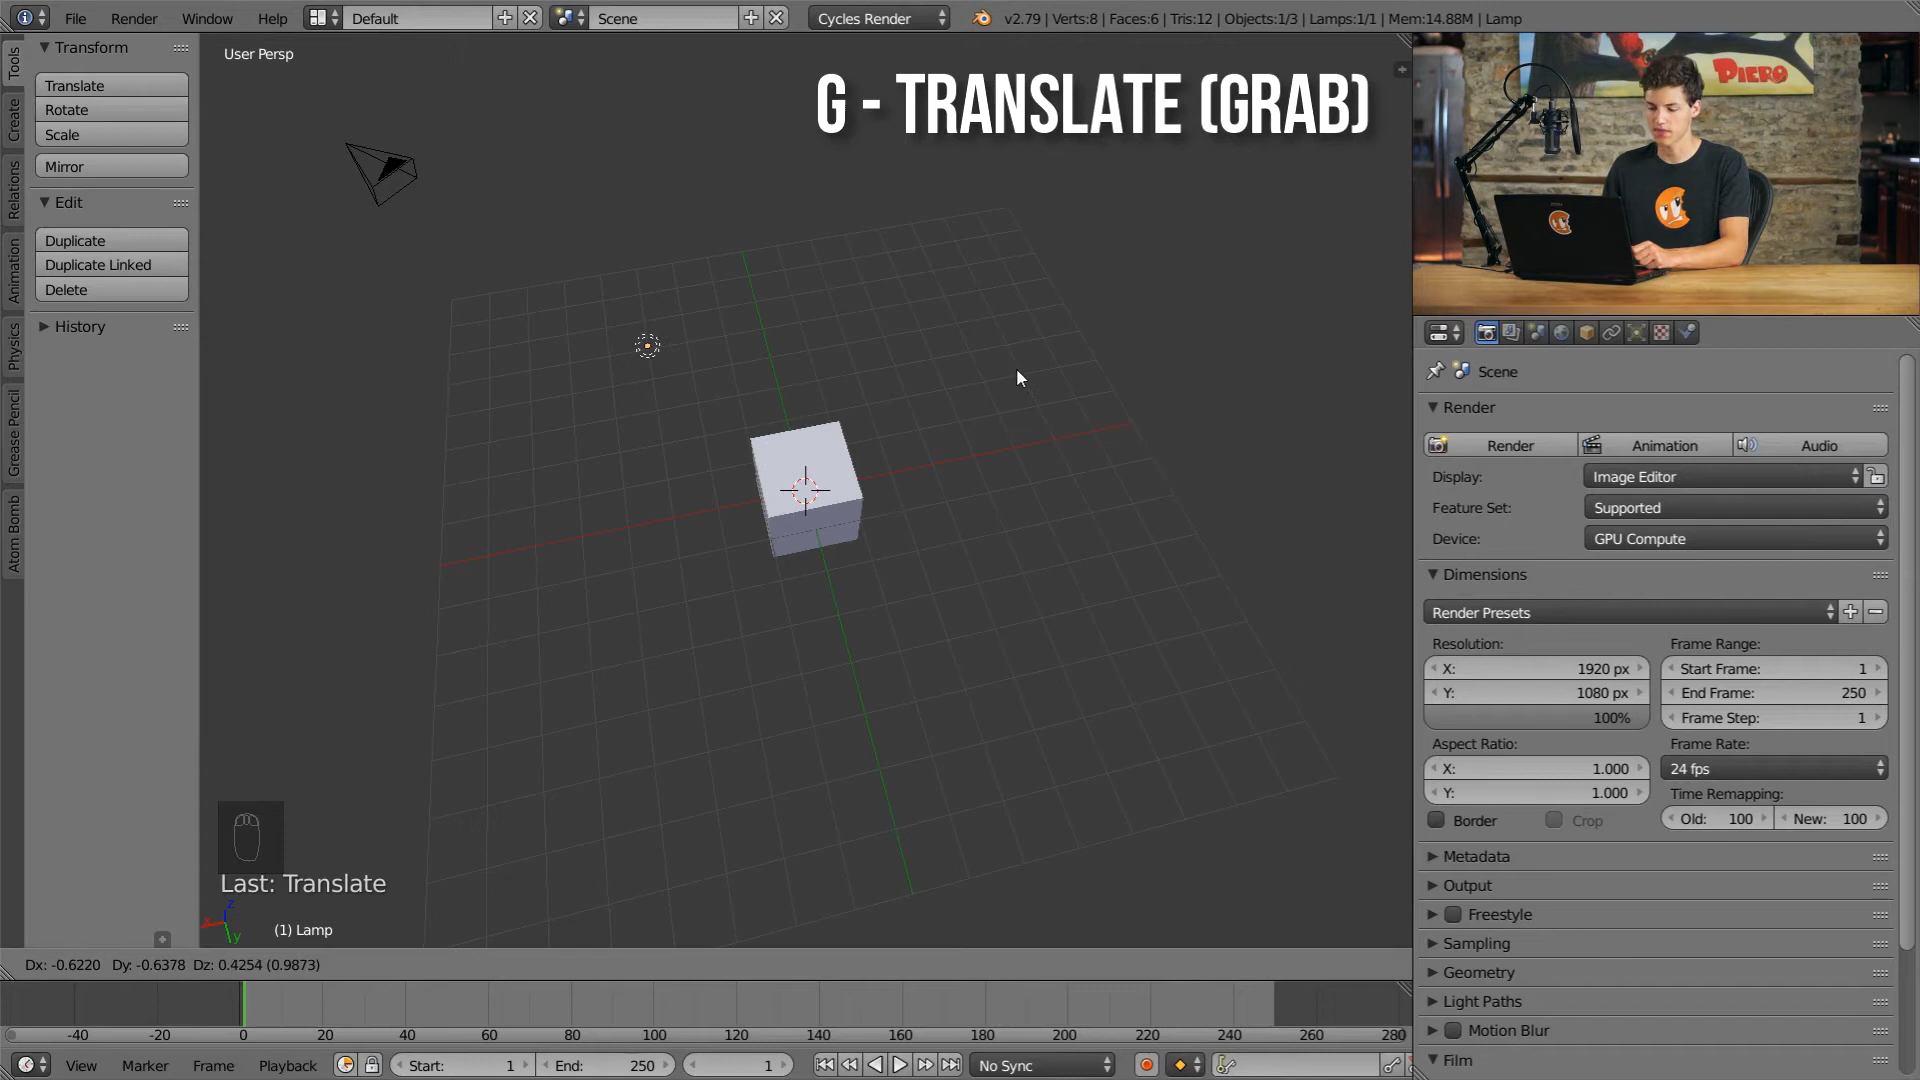 File Render Window Help Default Scene Cycles Render v2.79 | Verts:8 | Faces:6 | Tris:12 | Objects:1/3 | Lamps:1/1 | Mem:14.88M | Lamp
Tools
Create
Relations
Animation
Physics
Grease Pencil
Atom Bomb
Transform
Translate
Rotate
Scale
Mirror
Edit
Duplicate
Duplicate Linked
Delete
History
User Persp
G - TRANSLATE (GRAB)
PIERO
Last: Translate
z
x
y
(1) Lamp
Dx: -0.6220 Dy: -0.6378 Dz: 0.4254 (0.9873)
-40 -20 0 20 40 60 80 100 120 140 160 180 200 220 240 260 280
View Marker Frame Playback Start: 1 End: 250 1 No Sync
Scene
Render
Render Animation Audio
Display: Image Editor
Feature Set: Supported
Device: GPU Compute
Dimensions
Render Presets
Resolution: Frame Range:
X: 1920 px Start Frame: 1
Y: 1080 px End Frame: 250
100% Frame Step: 1
Aspect Ratio: Frame Rate:
X: 1.000 24 fps
Y: 1.000 Time Remapping:
Border Crop Old: 100 New: 100
Metadata
Output
Freestyle
Sampling
Geometry
Light Paths
Motion Blur
Film